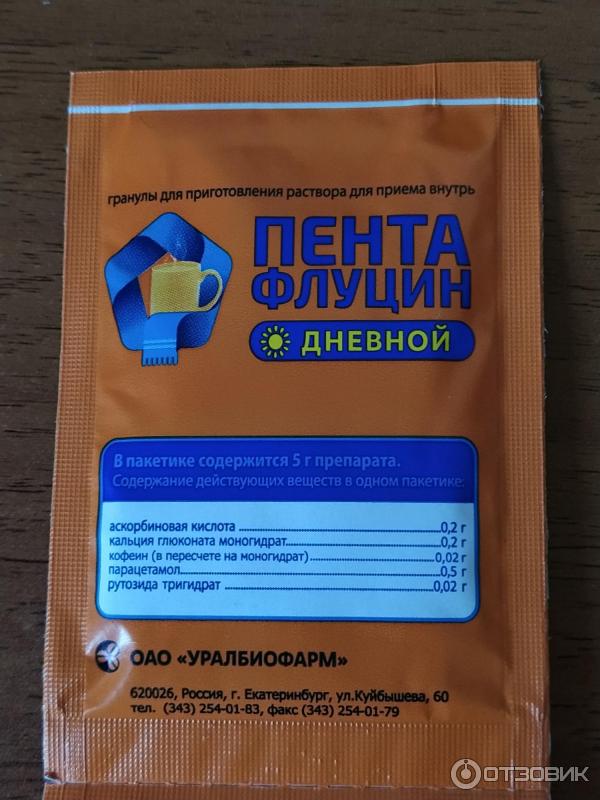 гранулы для приготовления раствора для приема внутрь
ПЕНТА
ФЛУЦИН
ДНЕВНОЙ
В пакетике содержится 5 г препарата.
Содержание действующих веществ в одном пакетике:
аскорбиновая кислота ........ 0,2 г
кальция глюконата моногидрат ........ 0,2 г
кофеин (в пересчете на моногидрат) ........ 0,02 г
парацетамол ........ 0,5 г
рутозида тригидрат ........ 0,02 г
ОАО «УРАЛБИОФАРМ»
620026, Россия, г. Екатеринбург, ул.Куйбышева, 60
тел. (343) 254-01-83, факс (343) 254-01-79
ОТЗОВИК